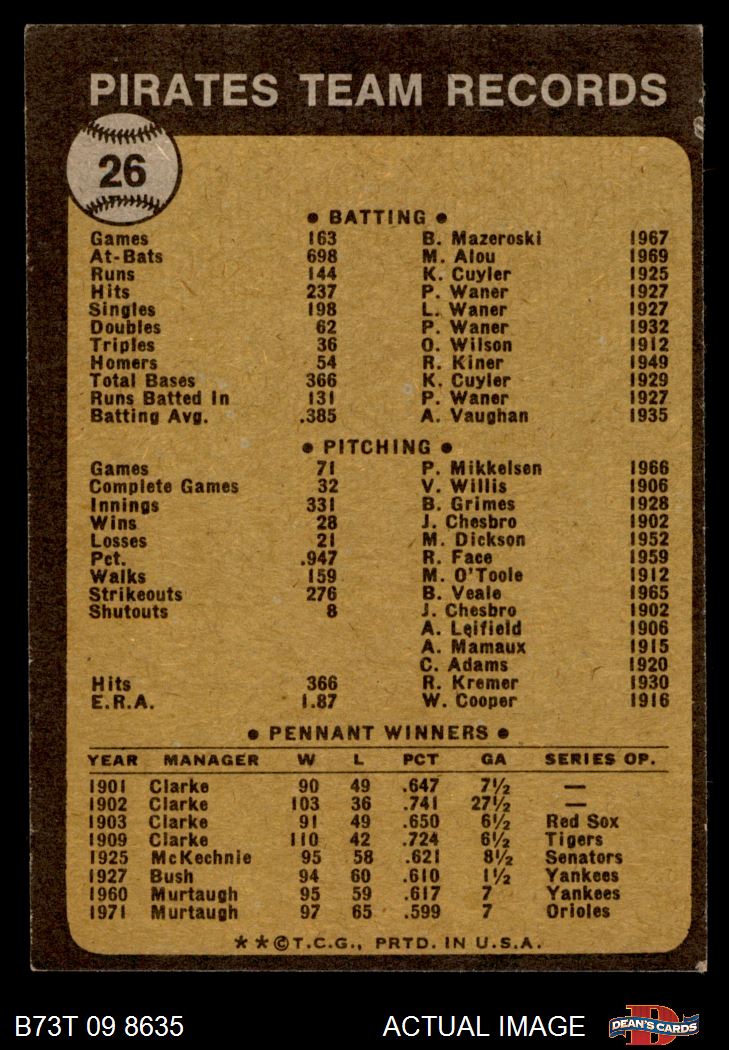 PIRATES TEAM RECORDS
26
• BATTING •
Games 163 B. Mazeroski 1967
At-Bats 698 M. Alou 1969
Runs 144 K. Cuyler 1925
Hits 237 P. Waner 1927
Singles 198 L. Waner 1927
Doubles 62 P. Waner 1932
Triples 36 O. Wilson 1912
Homers 54 R. Kiner 1949
Total Bases 366 K. Cuyler 1929
Runs Batted In 131 P. Waner 1927
Batting Avg. .385 A. Vaughan 1935
• PITCHING •
Games 71 P. Mikkelsen 1966
Complete Games 32 V. Willis 1906
Innings 331 B. Grimes 1928
Wins 28 J. Chesbro 1902
Losses 21 M. Dickson 1952
Pct. .947 R. Face 1959
Walks 159 M. O'Toole 1912
Strikeouts 276 B. Veale 1965
Shutouts 8 J. Chesbro 1902
A. Leifield 1906
A. Mamaux 1915
C. Adams 1920
Hits 366 R. Kremer 1930
E.R.A. 1.87 W. Cooper 1916
• PENNANT WINNERS •
YEAR MANAGER W L PCT GA SERIES OP.
1901 Clarke 90 49 .647 7½ —
1902 Clarke 103 36 .741 27½ —
1903 Clarke 91 49 .650 6½ Red Sox
1909 Clarke 110 42 .724 6½ Tigers
1925 McKechnie 95 58 .621 8½ Senators
1927 Bush 94 60 .610 1½ Yankees
1960 Murtaugh 95 59 .617 7 Yankees
1971 Murtaugh 97 65 .599 7 Orioles
★★©T.C.G., PRTD. IN U.S.A.
B73T 09 8635 ACTUAL IMAGE DEAN'S CARDS